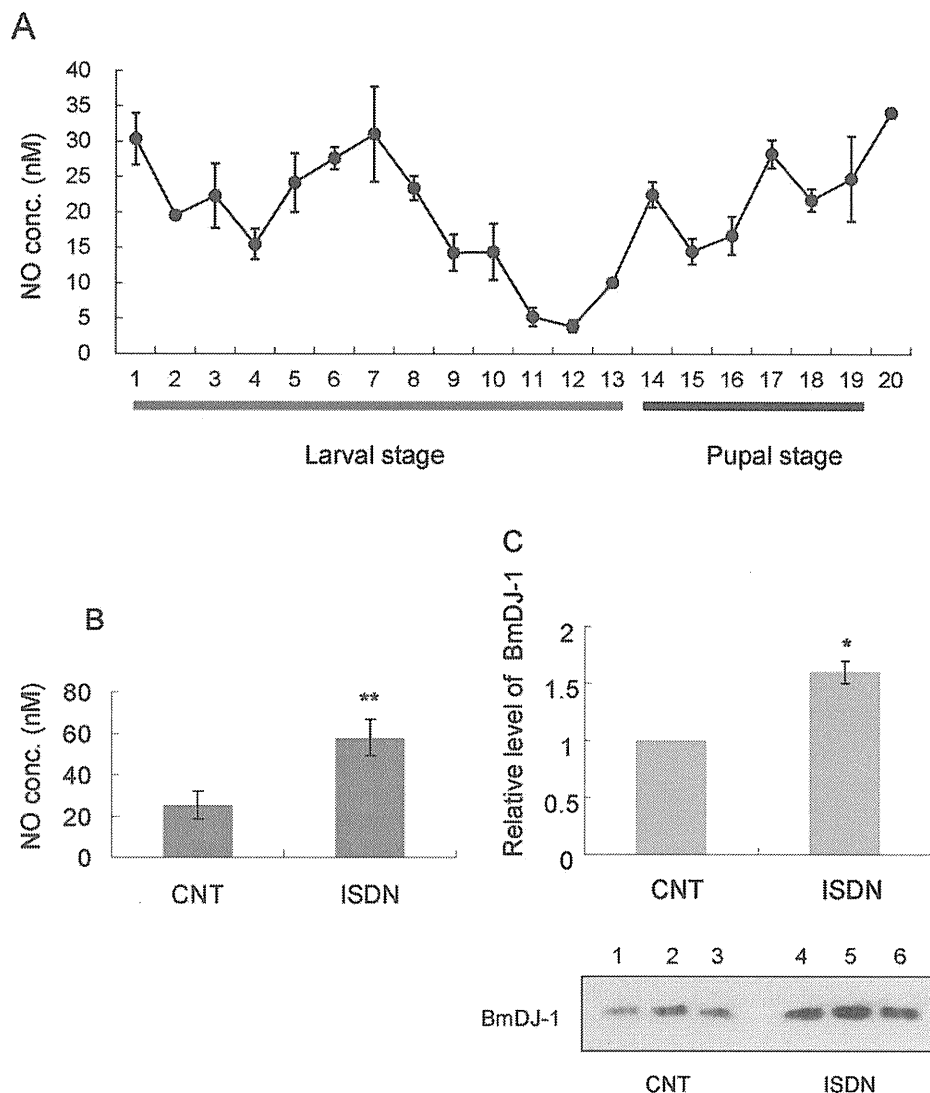 A
NO conc. (nM)
40
35
30
25
20
15
10
5
0
1 2 3 4 5 6 7 8 9 10 11 12 13 14 15 16 17 18 19 20
Larval stage Pupal stage
B
NO conc. (nM)
80
60
40
20
0
**
CNT ISDN
C
Relative level of BmDJ-1
2
1.5
1
0.5
0
*
CNT ISDN
1 2 3 4 5 6
BmDJ-1
CNT ISDN